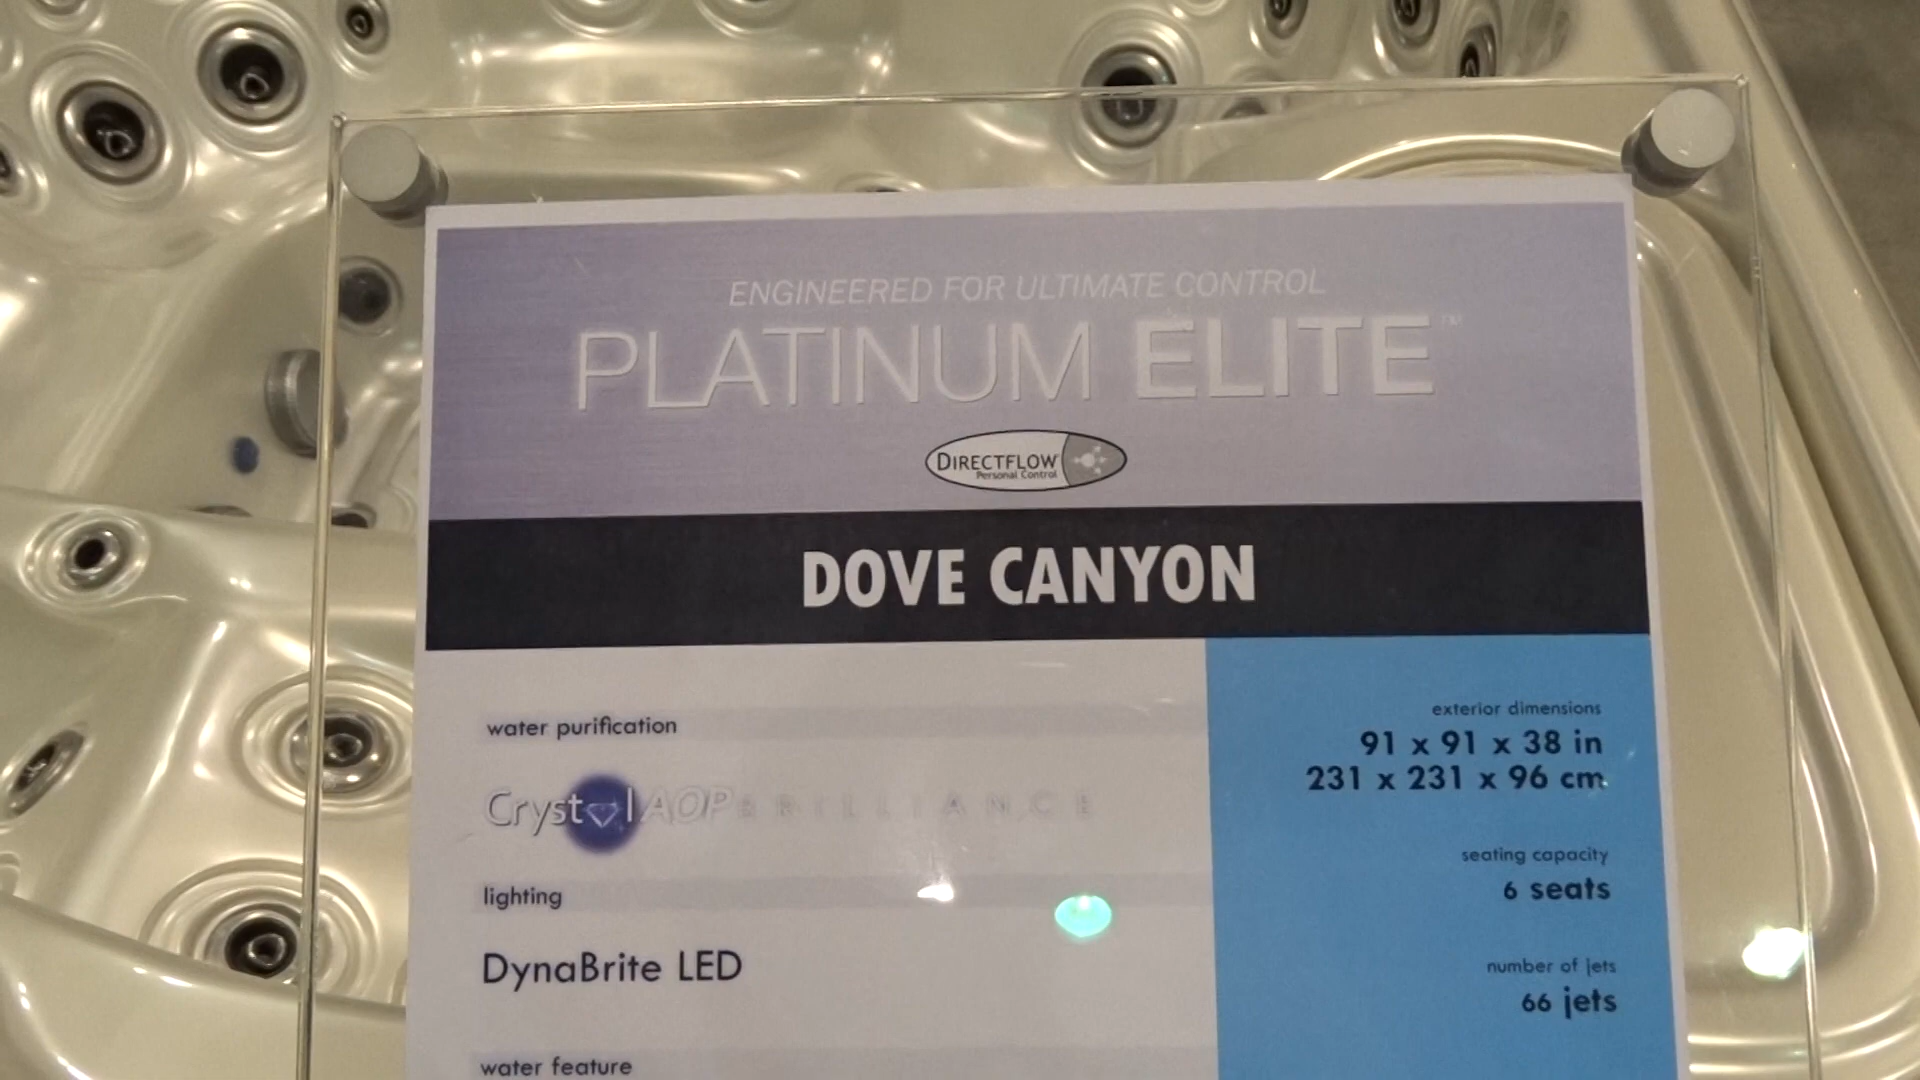 ENGINEERED FOR ULTIMATE CONTROL
PLATINUM ELITE™
DIRECTFLOW
Personal Control
DOVE CANYON
water purification
Crystal AOP BRILLIANCE
lighting
DynaBrite LED
water feature
exterior dimensions
91 x 91 x 38 in
231 x 231 x 96 cm
seating capacity
6 seats
number of jets
66 jets